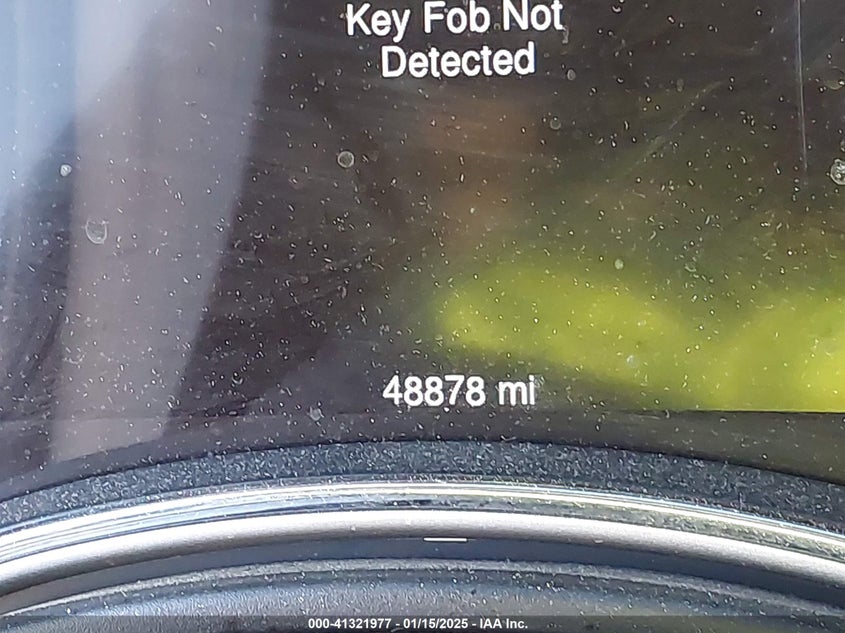 Key Fob Not
Detected
48878 mi
000-41321977 - 01/15/2025 - IAA Inc.